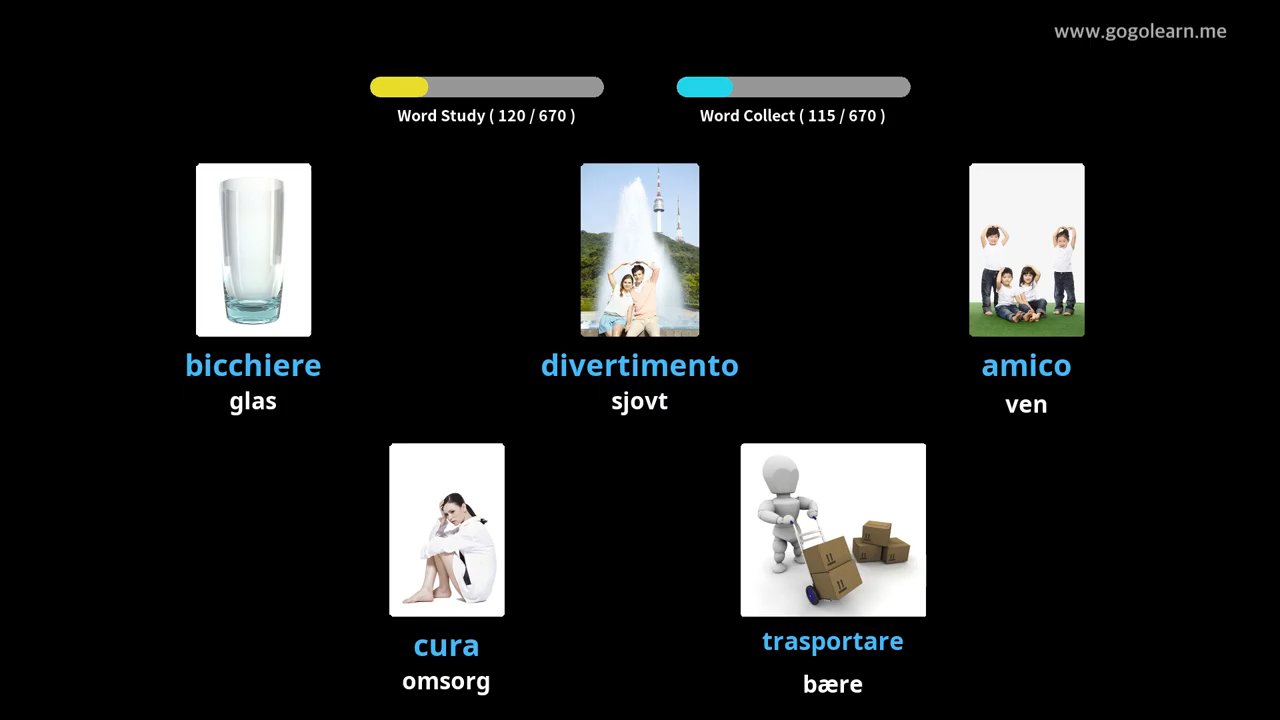 www.gogolearn.me
Word Study ( 120 / 670 )
Word Collect ( 115 / 670 )
bicchiere
glas
divertimento
sjovt
amico
ven
cura
omsorg
trasportare
bære